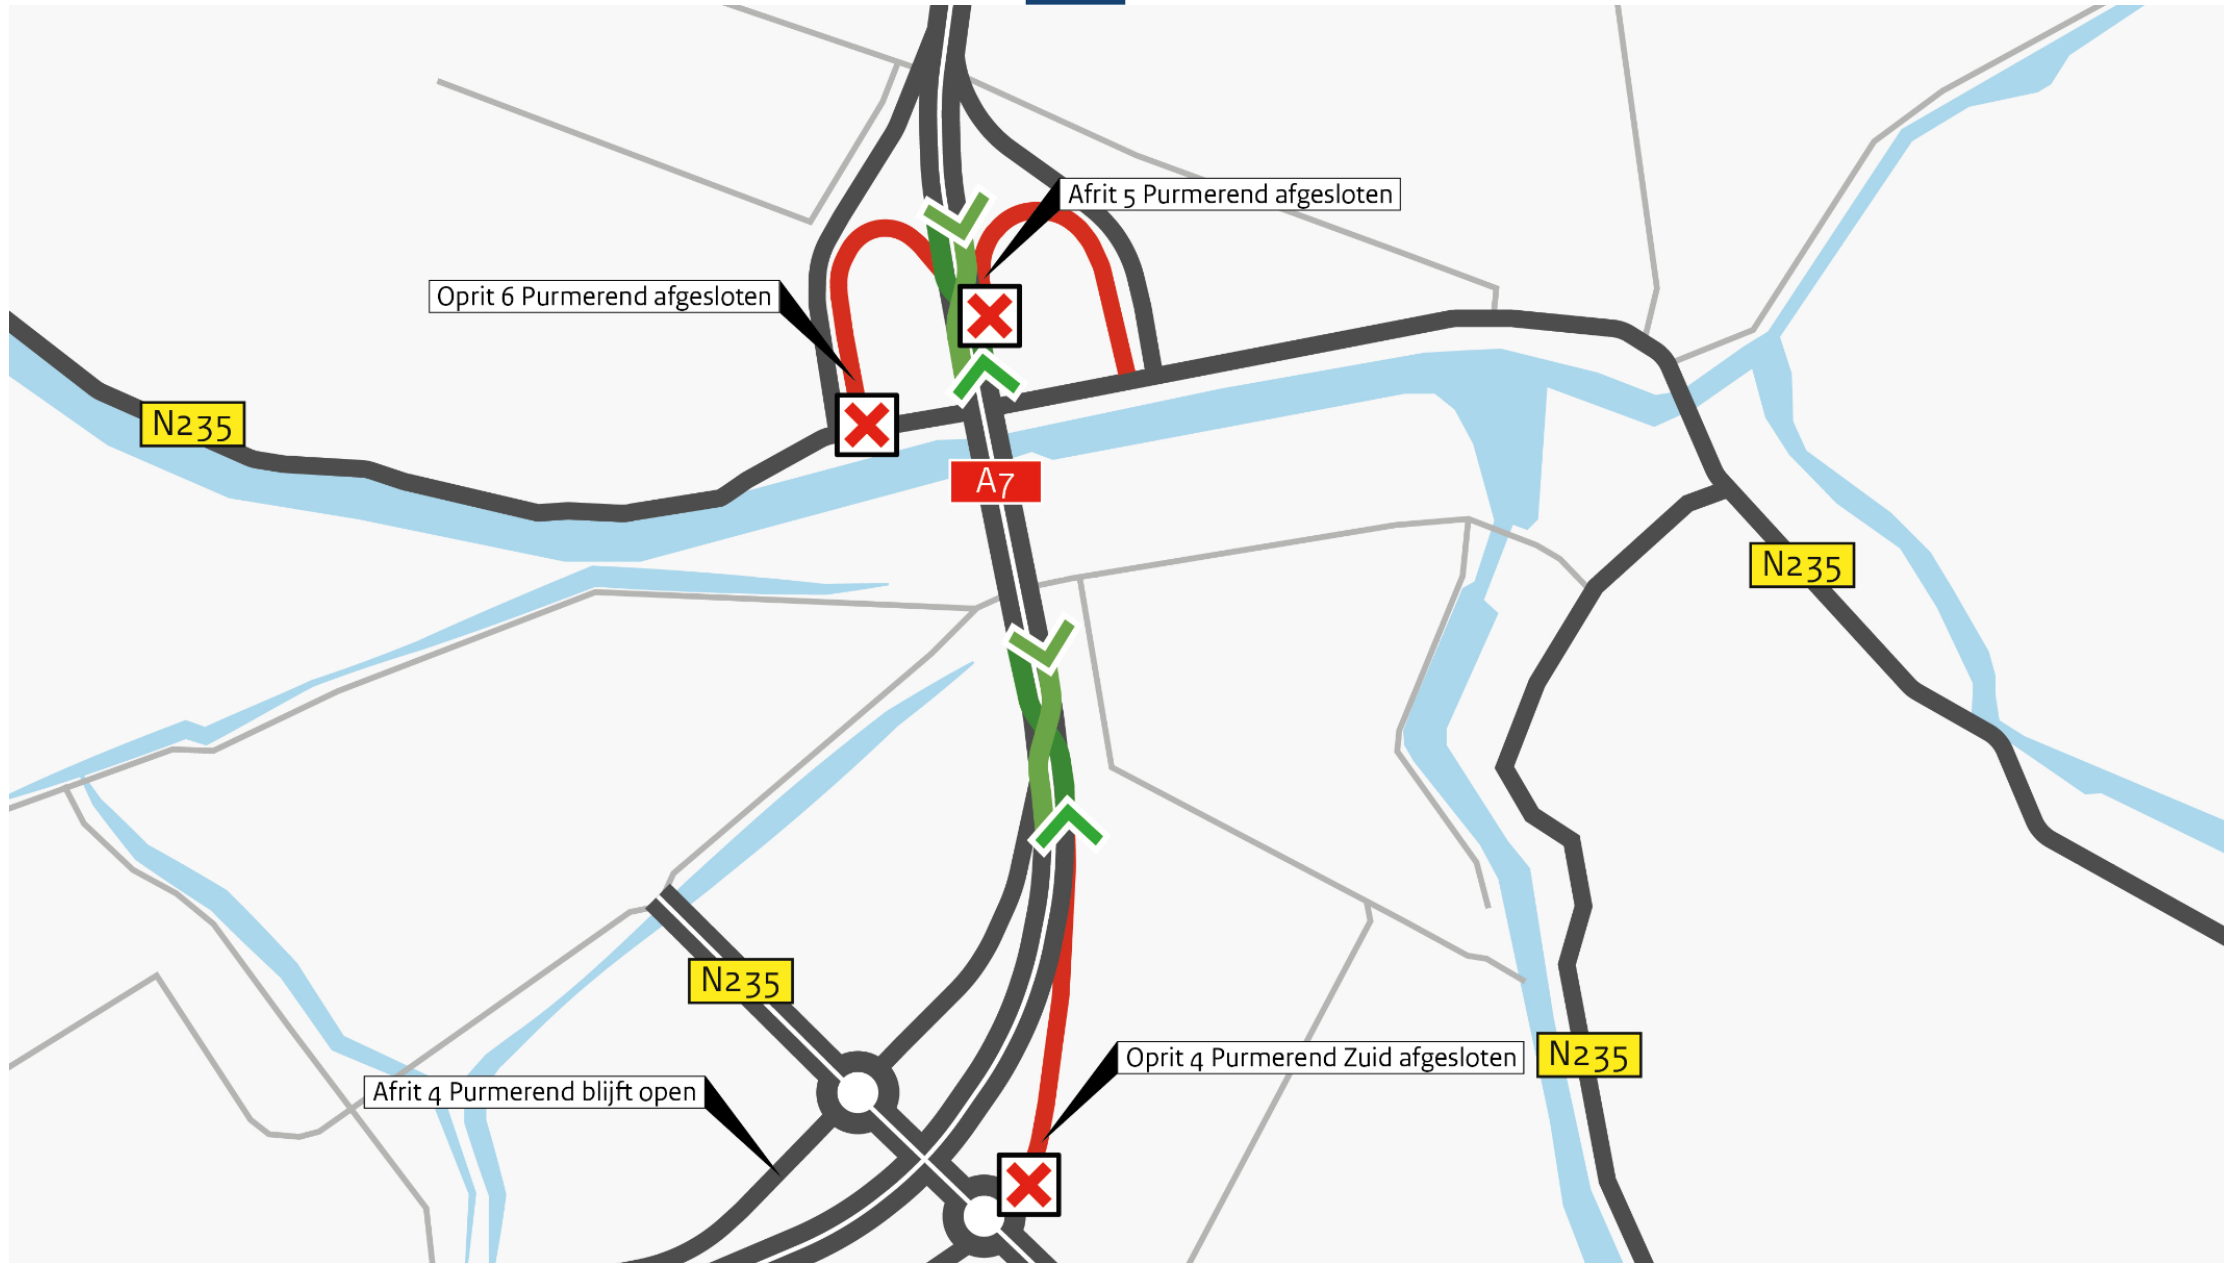 Afrit 5 Purmerend afgesloten
Oprit 6 Purmerend afgesloten
N235
A7
N235
N235
Oprit 4 Purmerend Zuid afgesloten
N235
Afrit 4 Purmerend blijft open